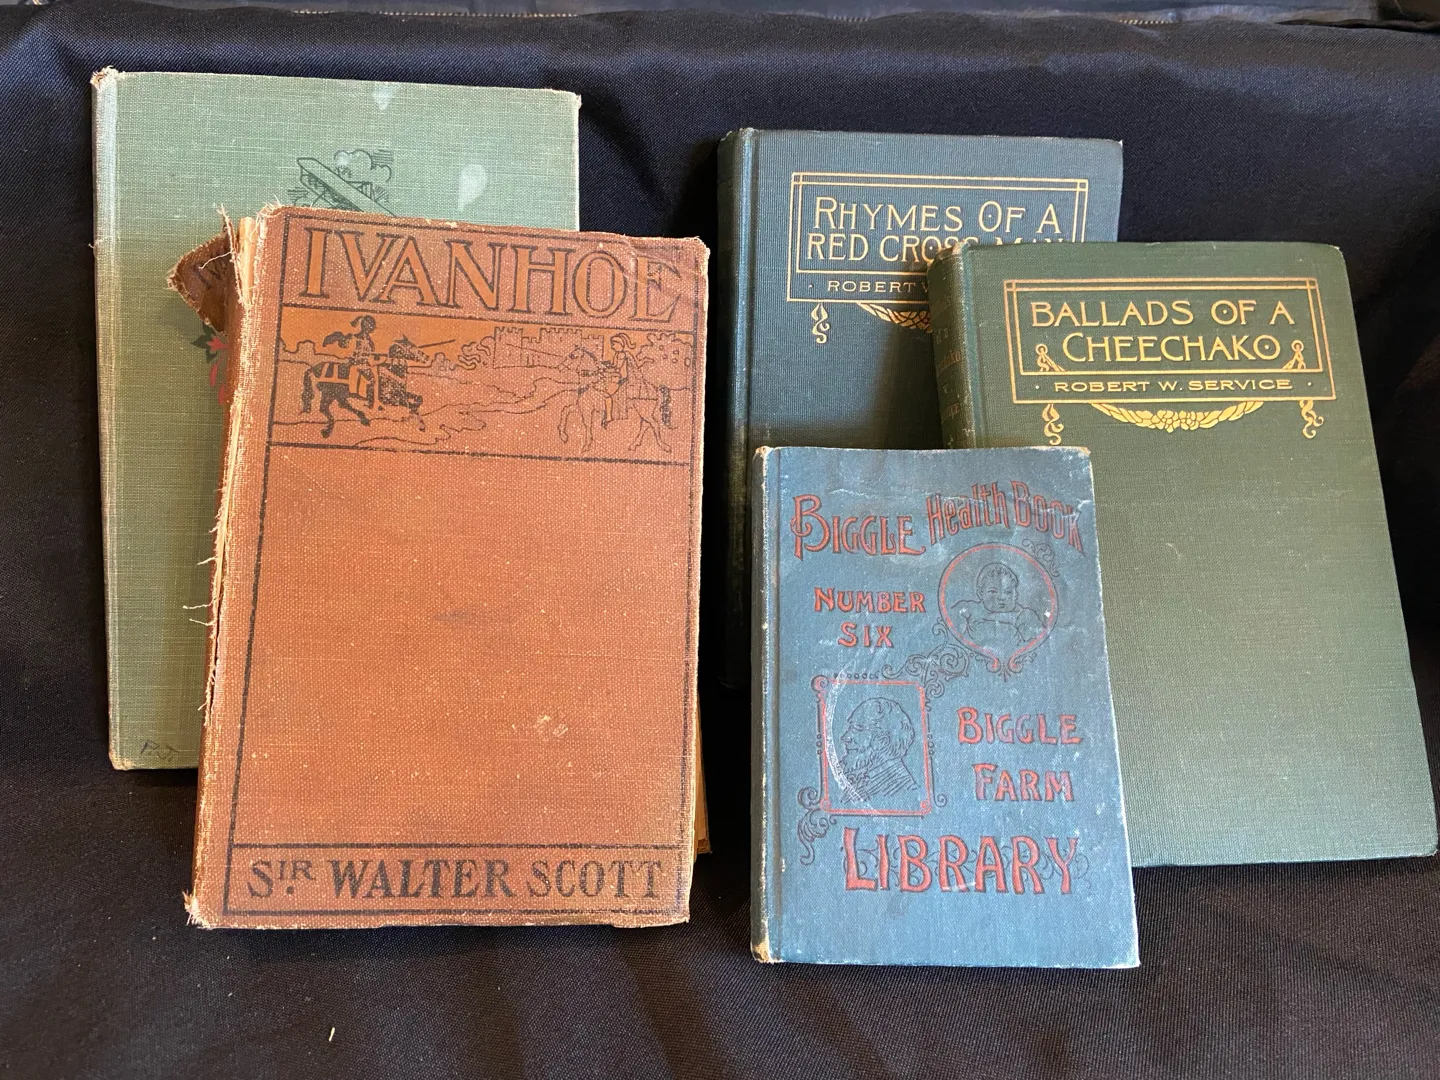 IVANHOE
SIR. WALTER SCOTT
RHYMES OF A
RED CROSS MAN
ROBERT W
BALLADS OF A
CHEECHAKO
· ROBERT W. SERVICE ·
BIGGLE Health Book
NUMBER
SIX
BIGGLE
FARM
LIBRARY